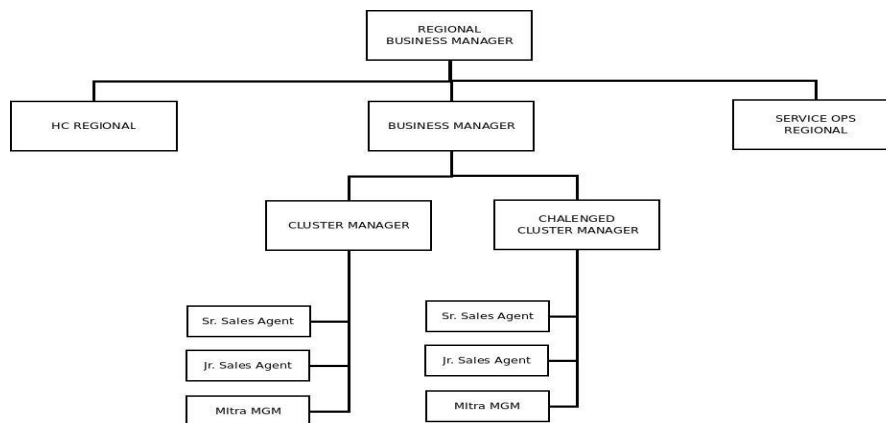 REGIONAL
BUSINESS MANAGER
HC REGIONAL
BUSINESS MANAGER
SERVICE OPS
REGIONAL
CLUSTER MANAGER
CHALENGED
CLUSTER MANAGER
Sr. Sales Agent
Sr. Sales Agent
Jr. Sales Agent
Jr. Sales Agent
MItra MGM
MItra MGM